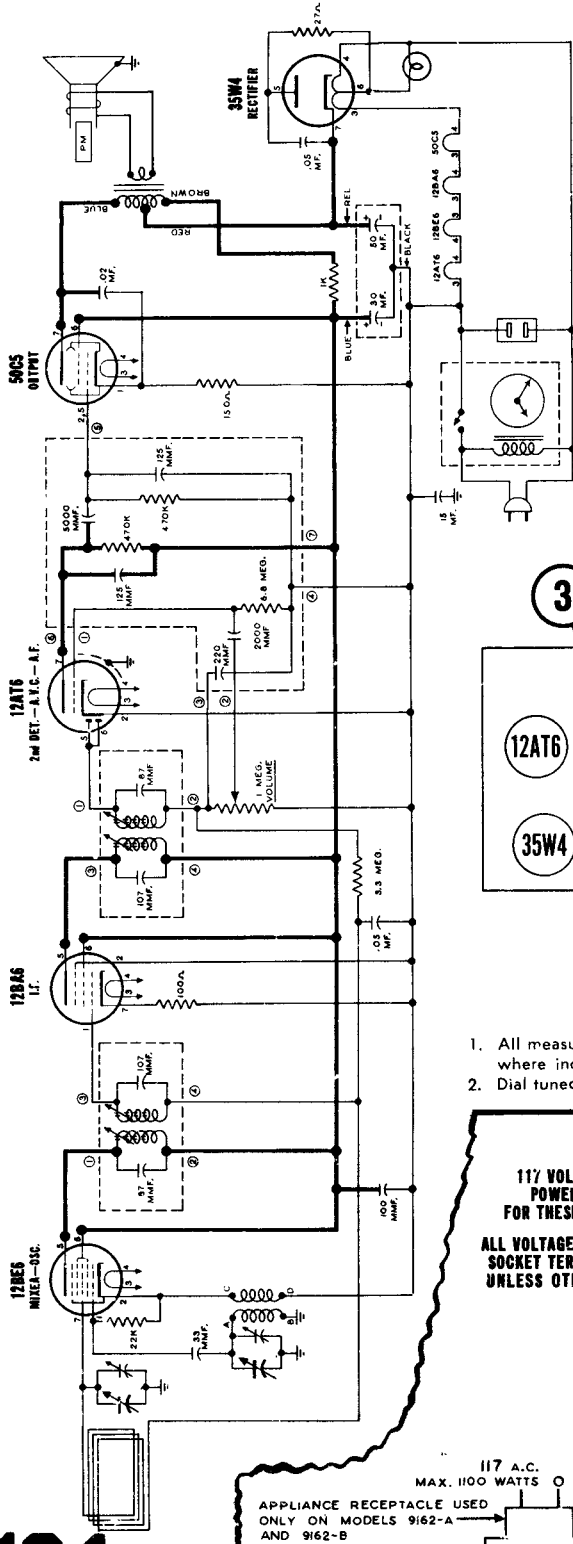 12BE6
MIXEA-OSC.
12BA6
I.F.
12AT6
2nd DET.-A.V.C.-A.F.
50C5
OUTPUT
35W4
RECTIFIER
PM
BLUE
RED
BROWN
.02
MF.
27Ω
.05
MF.
REL
50
MF.
30
MF.
BLUE
BLACK
1K
150Ω
5000
MMF.
470K
125
MMF
470K
125
MMF.
6.8 MEG.
2000
MMF
220
MMF
1 MEG.
VOLUME
87
MMF
107
MMF.
3.3 MEG.
.05
MF.
100Ω
107
MMF.
97
MMF.
100
MMF.
22K
33
MMF.
A
B
C
D
15
MF.
12AT6
12BE6
12BA6
50C5
3
12AT6
35W4
1. All measu
where inc
2. Dial tuned
117 VOL
POWER
FOR THESE
ALL VOLTAGE
SOCKET TER
UNLESS OT
117 A.C.
MAX. 1100 WATTS
APPLIANCE RECEPTACLE USED
ONLY ON MODELS 9162-A
AND 9162-B